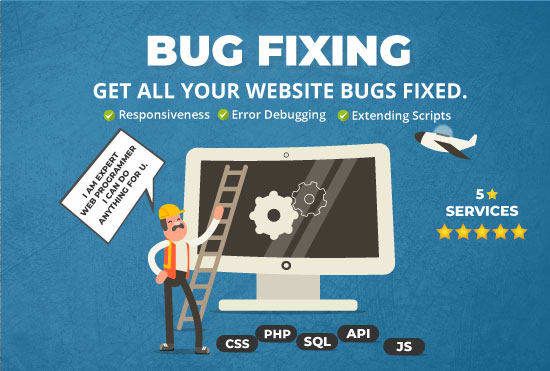 BUG FIXING
GET ALL YOUR WEBSITE BUGS FIXED.
Responsiveness Error Debugging Extending Scripts
I AM EXPERT
WEB PROGRAMMER
I CAN DO
ANYTHING FOR U.
5
SERVICES
CSS PHP SQL API JS